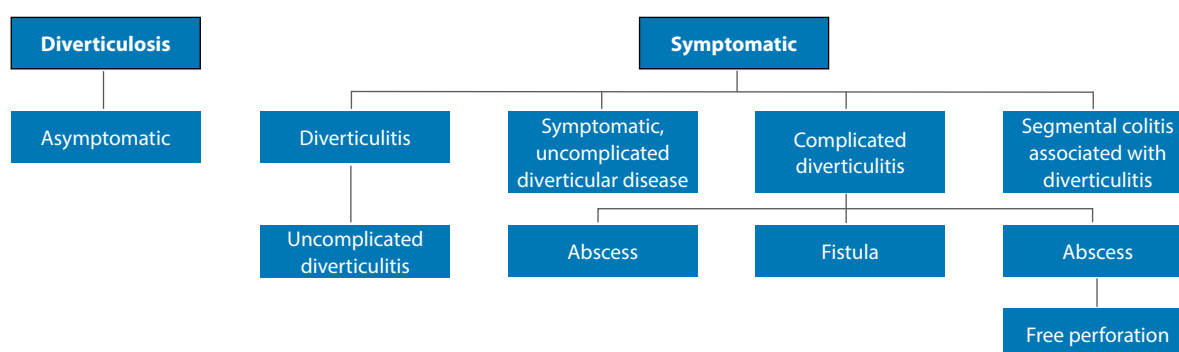 Diverticulosis
Symptomatic
Asymptomatic
Diverticulitis
Symptomatic,
uncomplicated
diverticular disease
Complicated
diverticulitis
Segmental colitis
associated with
diverticulitis
Uncomplicated
diverticulitis
Abscess
Fistula
Abscess
Free perforation